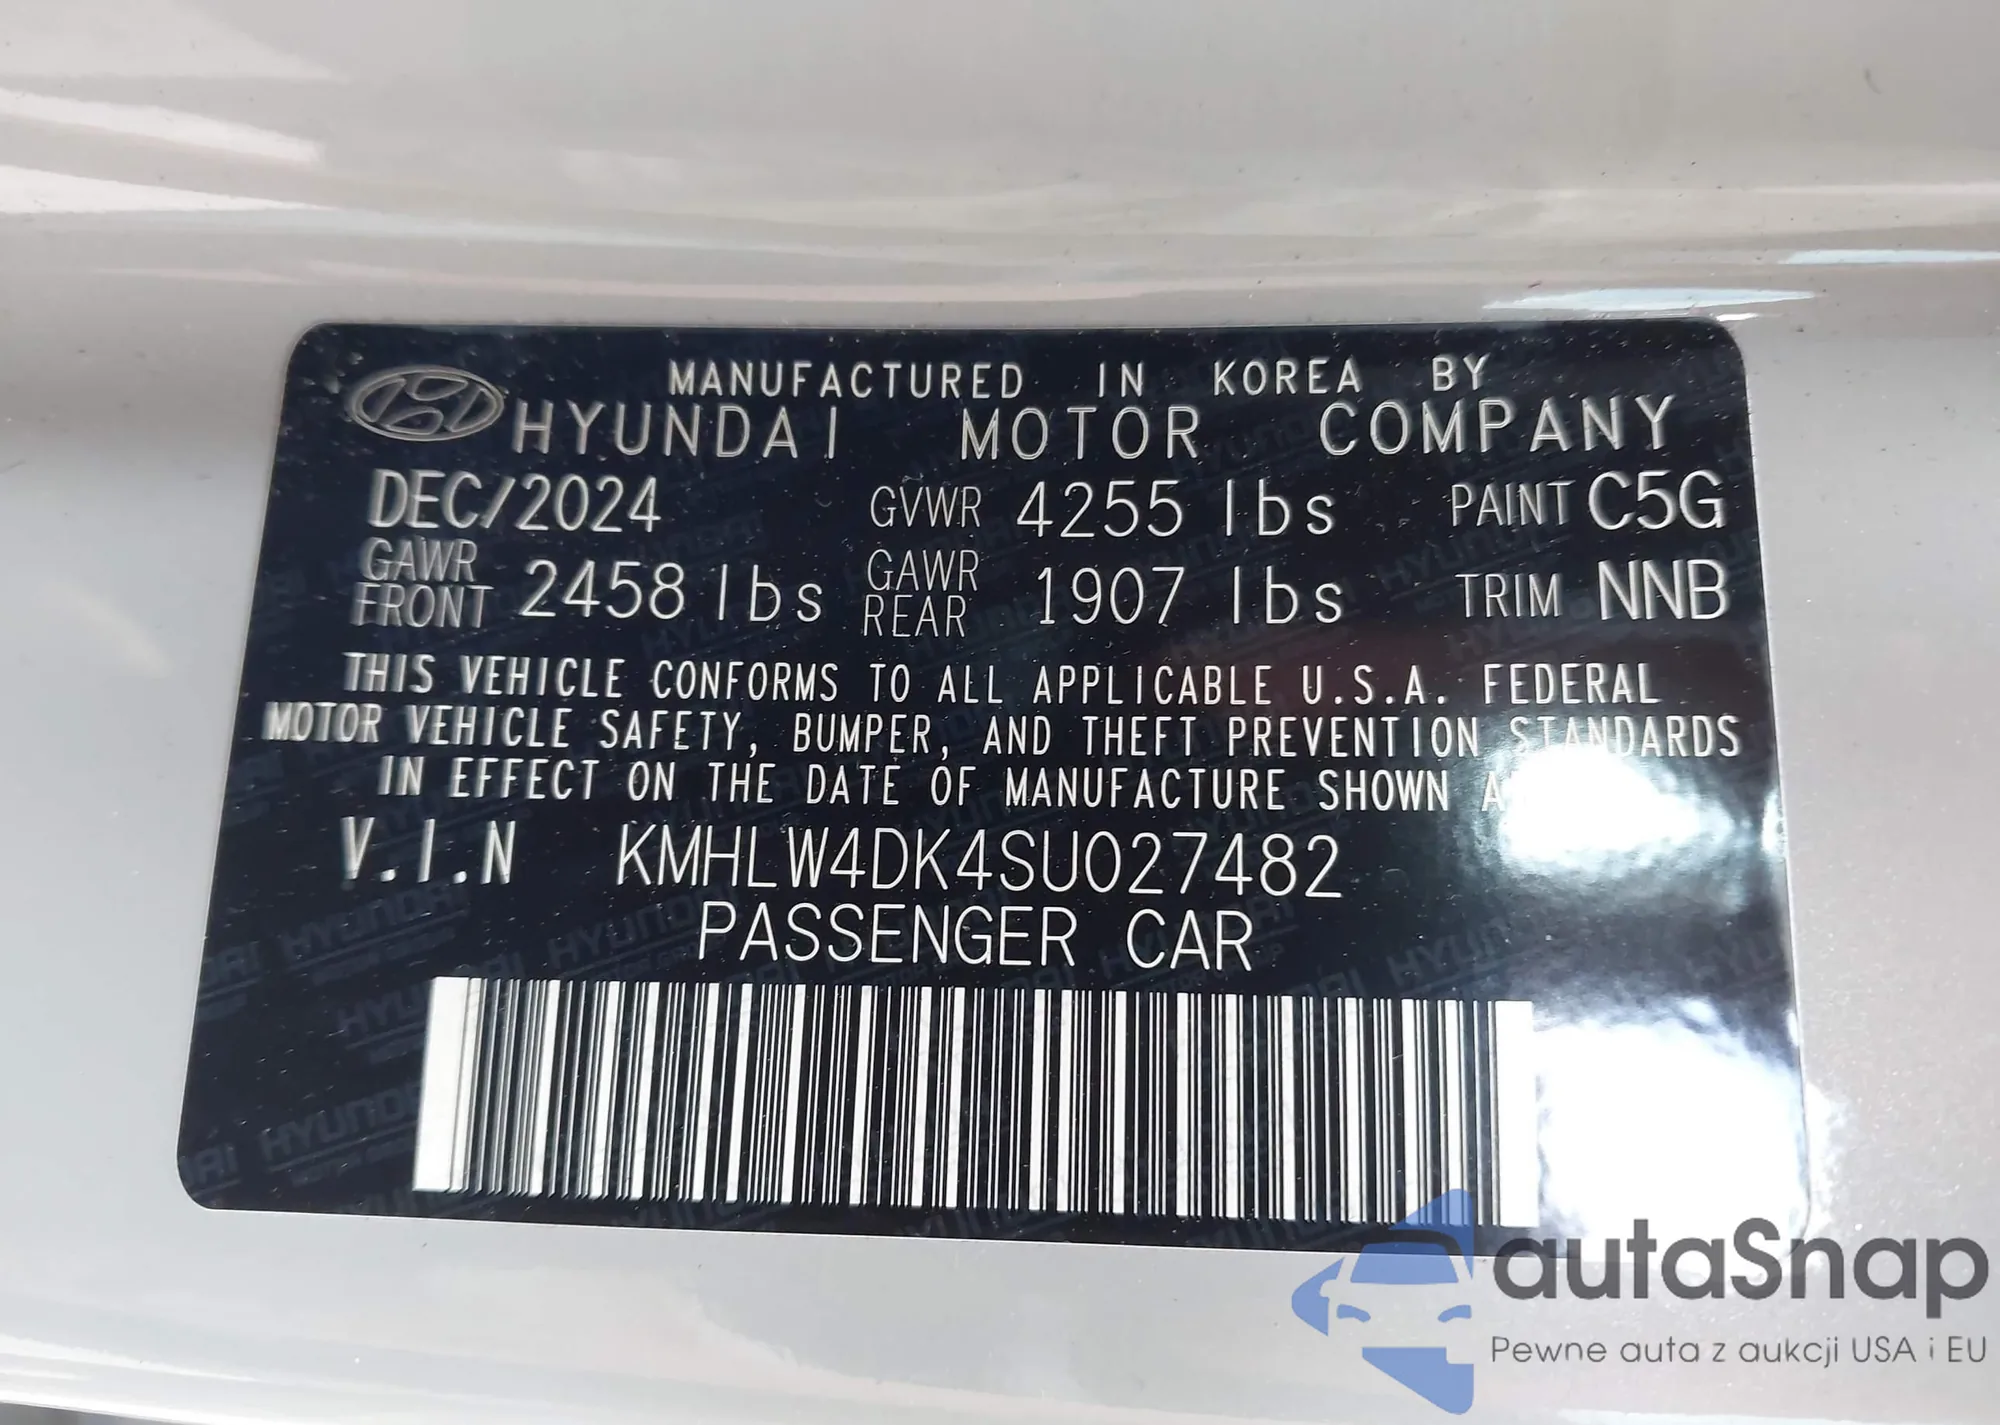 MANUFACTURED IN KOREA BY
HYUNDAI MOTOR COMPANY
DEC/2024 GVWR 4255 lbs PAINT C5G
GAWR FRONT 2458 lbs GAWR REAR 1907 lbs TRIM NNB
THIS VEHICLE CONFORMS TO ALL APPLICABLE U.S.A. FEDERAL
MOTOR VEHICLE SAFETY, BUMPER, AND THEFT PREVENTION STANDARDS
IN EFFECT ON THE DATE OF MANUFACTURE SHOWN
V.I.N KMHLW4DK4SU027482
PASSENGER CAR
autaSnap
Pewne auta z aukcji USA i EU